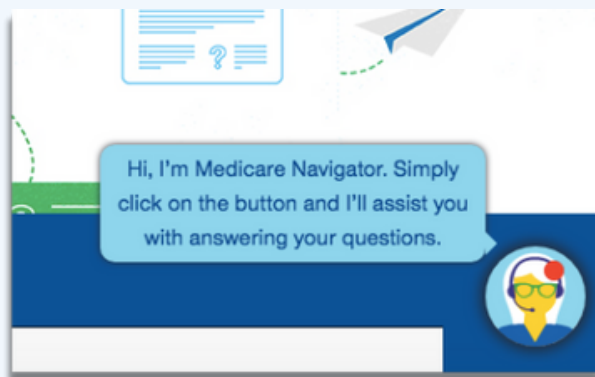 ?
Hi, I'm Medicare Navigator. Simply
click on the button and I'll assist you
with answering your questions.